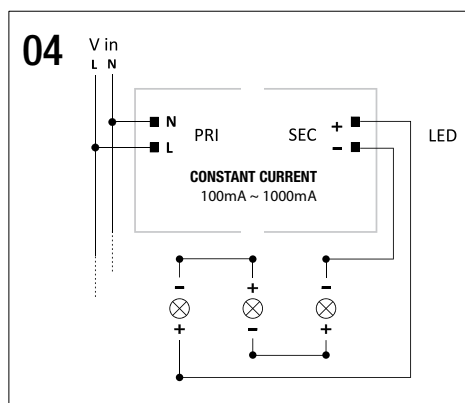 04
V in
L N
N PRI SEC + LED
L -
CONSTANT CURRENT
100mA ~ 1000mA
- + -
+ - +